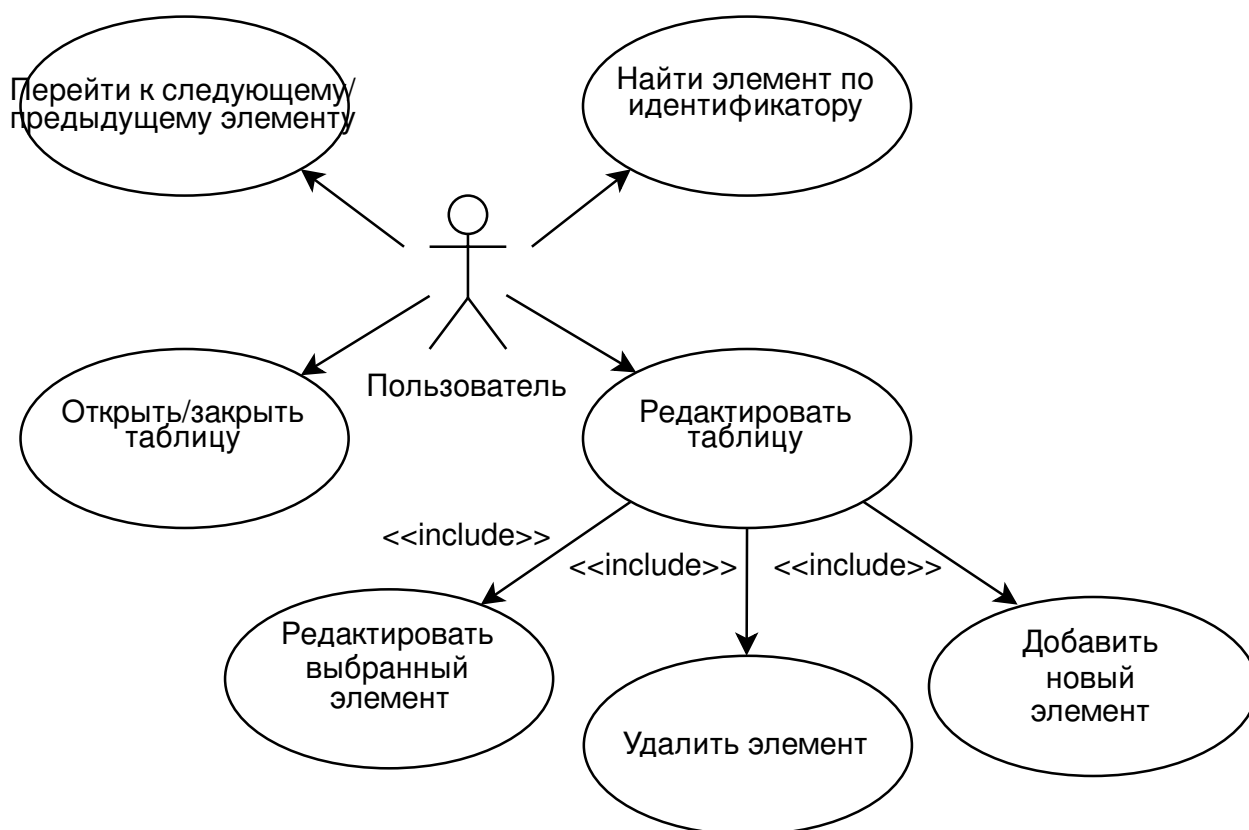 Перейти к следующему/
предыдущему элементу
Найти элемент по
идентификатору
Пользователь
Открыть/закрыть
таблицу
Редактировать
таблицу
<<include>>
<<include>>
<<include>>
Редактировать
выбранный
элемент
Удалить элемент
Добавить
новый
элемент